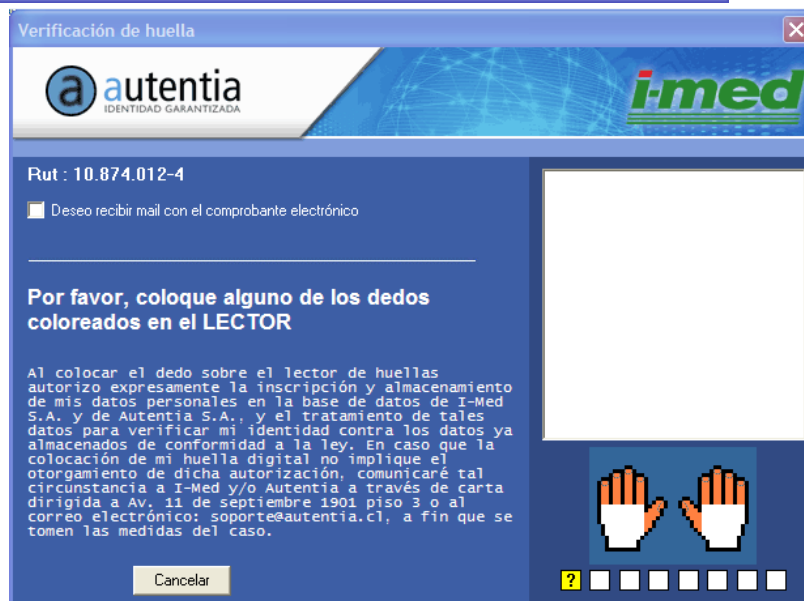 Verificación de huella
autentia
IDENTIDAD GARANTIZADA
i-med
Rut : 10.874.012-4
Deseo recibir mail con el comprobante electrónico
Por favor, coloque alguno de los dedos
coloreados en el LECTOR
Al colocar el dedo sobre el lector de huellas
autorizo expresamente la inscripción y almacenamiento
de mis datos personales en la base de datos de I-Med
S.A. y de Autentia S.A., y el tratamiento de tales
datos para verificar mi identidad contra los datos ya
almacenados de conformidad a la ley. En caso que la
colocación de mi huella digital no implique el
otorgamiento de dicha autorización, comunicaré tal
circunstancia a I-Med y/o Autentia a través de carta
dirigida a Av. 11 de septiembre 1901 piso 3 o al
correo electrónico: soporte@autentia.cl, a fin que se
tomen las medidas del caso.
Cancelar
?